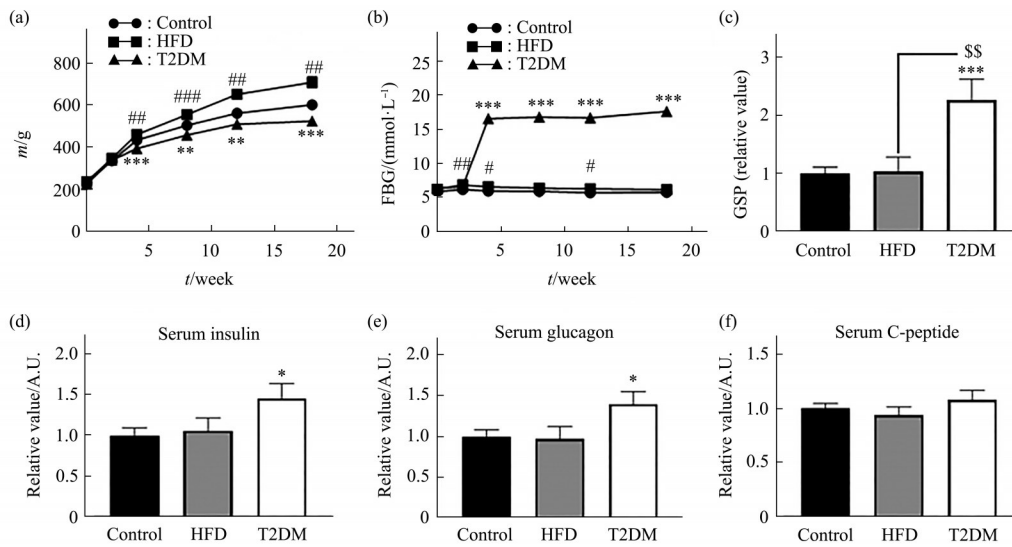 (a)
: Control
: HFD
: T2DM
800
600
400
200
0
m/g
##
###
##
##
***
**
**
***
5
10
15
20
t/week
(b)
: Control
: HFD
: T2DM
25
20
15
10
5
0
FBG/(mmol·L⁻¹)
***
***
***
***
##
#
#
5
10
15
20
t/week
(c)
3
2
1
0
GSP (relative value)
$$
***
Control
HFD
T2DM
(d)
Serum insulin
2.0
1.5
1.0
0.5
0
Relative value/A.U.
*
Control
HFD
T2DM
(e)
Serum glucagon
2.0
1.5
1.0
0.5
0
Relative value/A.U.
*
Control
HFD
T2DM
(f)
Serum C-peptide
1.5
1.0
0.5
0
Relative value/A.U.
Control
HFD
T2DM